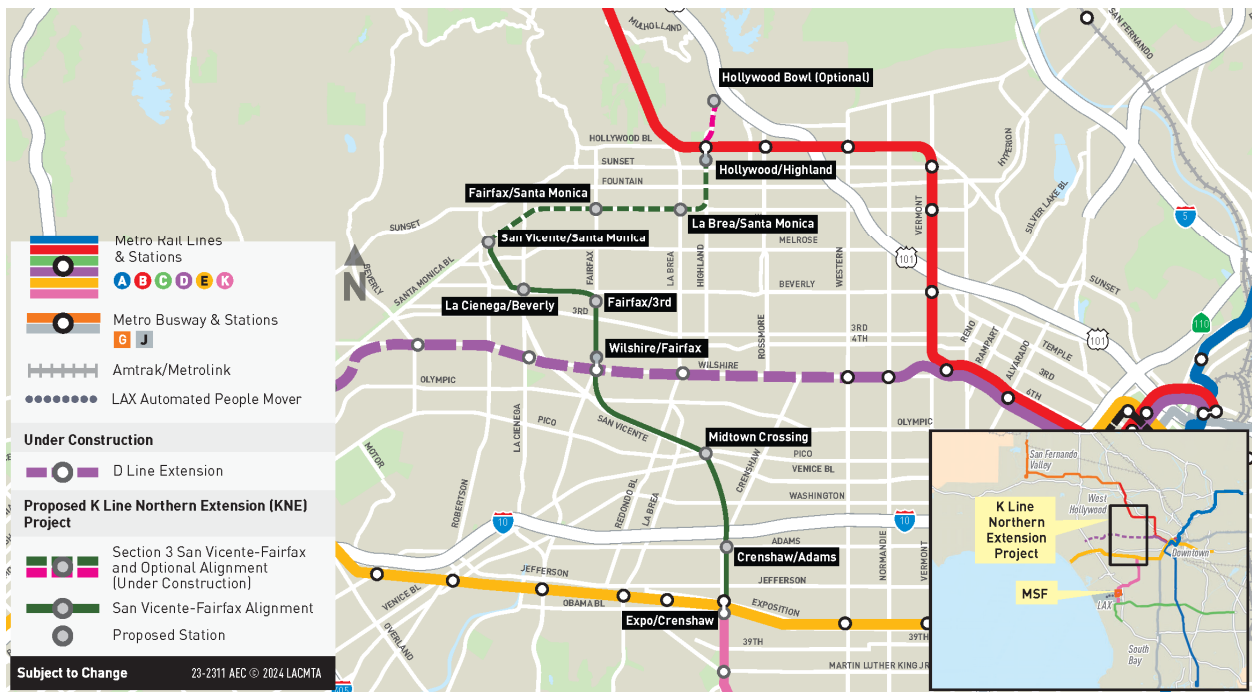 MULHOLLAND
SAN FERNANDO
Hollywood Bowl (Optional)
HOLLYWOOD BL
SUNSET
Hollywood/Highland
FOUNTAIN
Fairfax/Santa Monica
La Brea/Santa Monica
HYPERION
SILVER LAKE BL
VERMONT
5
SUNSET
San Vicente/Santa Monica
MELROSE
FAIRFAX
LA BREA
HIGHLAND
WESTERN
101
BEVERLY
SANTA MONICA BL
N
BEVERLY
SUNSET
La Cienega/Beverly
Fairfax/3rd
3RD
ROSSMORE
3RD
4TH
RENO
RAMPART
ALVARADO
TEMPLE
3RD
6TH
101
110
Wilshire/Fairfax
WILSHIRE
OLYMPIC
LA CIENEGA
PICO
SAN VICENTE
Midtown Crossing
OLYMPIC
PICO
VENICE BL
CRENSHAW
WASHINGTON
MOTOR
ROBERTSON
REDONDO BL
LA BREA
10
10
ADAMS
Crenshaw/Adams
NORMANDIE
VERMONT
JEFFERSON
JEFFERSON
VENICE BL
OBAMA BL
EXPOSITION
Expo/Crenshaw
39TH
39TH
OVERLAND
MARTIN LUTHER KING JR
405
Metro Rail Lines
& Stations
A B C D E K
Metro Busway & Stations
G J
Amtrak/Metrolink
LAX Automated People Mover
Under Construction
D Line Extension
Proposed K Line Northern Extension (KNE)
Project
Section 3 San Vicente-Fairfax
and Optional Alignment
(Under Construction)
San Vicente-Fairfax Alignment
Proposed Station
Subject to Change
23-2311 AEC © 2024 LACMTA
San Fernando
Valley
West
Hollywood
K Line
Northern
Extension
Project
Downtown
MSF
LAX
South
Bay